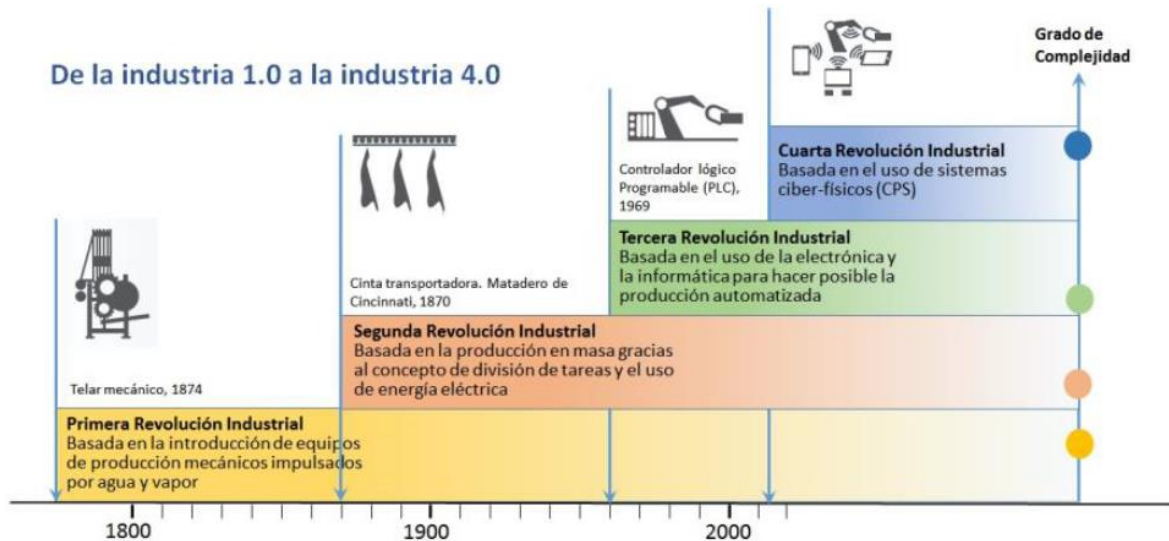 De la industria 1.0 a la industria 4.0
Grado de
Complejidad
Cuarta Revolución Industrial
Basada en el uso de sistemas
ciber-físicos (CPS)
Controlador lógico
Programable (PLC),
1969
Tercera Revolución Industrial
Basada en el uso de la electrónica y
la informática para hacer posible la
producción automatizada
Cinta transportadora. Matadero de
Cincinnati, 1870
Segunda Revolución Industrial
Basada en la producción en masa gracias
al concepto de división de tareas y el uso
de energía eléctrica
Telar mecánico, 1874
Primera Revolución Industrial
Basada en la introducción de equipos
de producción mecánicos impulsados
por agua y vapor
1800 1900 2000